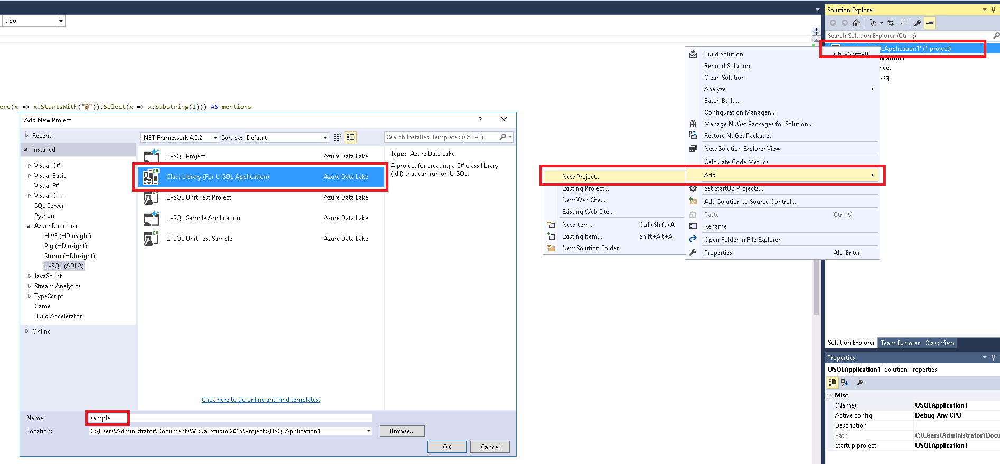 dbo
ere(x => x.StartsWith("@")).Select(x => x.Substring(1))) AS mentions
Add New Project
?
Recent
Installed
Visual C#
Visual Basic
Visual F#
Visual C++
SQL Server
Python
Azure Data Lake
HIVE (HDInsight)
Pig (HDInsight)
Storm (HDInsight)
U-SQL (ADLA)
JavaScript
Stream Analytics
TypeScript
Game
Build Accelerator
Online
.NET Framework 4.5.2 Sort by: Default
Search Installed Templates (Ctrl+E)
U-SQL Project Azure Data Lake
Class Library (For U-SQL Application) Azure Data Lake
U-SQL Unit Test Project Azure Data Lake
U-SQL Sample Application Azure Data Lake
U-SQL Unit Test Sample Azure Data Lake
Type: Azure Data Lake
A project for creating a C# class library
(.dll) that can run on U-SQL.
Click here to go online and find templates.
Name: sample
Location: C:\Users\Administrator\Documents\Visual Studio 2015\Projects\USQLApplication1
Browse...
OK Cancel
New Project...
Existing Project...
New Web Site...
Existing Web Site...
New Item... Ctrl+Shift+A
Existing Item... Shift+Alt+A
New Solution Folder
Build Solution Ctrl+Shift+B
Rebuild Solution
Clean Solution
Analyze
Batch Build...
Configuration Manager...
Manage NuGet Packages for Solution...
Restore NuGet Packages
New Solution Explorer View
Calculate Code Metrics
Add
Set StartUp Projects...
Add Solution to Source Control...
Paste Ctrl+V
Rename
Open Folder in File Explorer
Properties Alt+Enter
Solution Explorer
Search Solution Explorer (Ctrl+;)
QLApplication1' (1 project)
lication1
nces
usql
Solution Explorer Team Explorer Class View
Properties
USQLApplication1 Solution Properties
Misc
(Name) USQLApplication1
Active config Debug|Any CPU
Description
Path C:\Users\Administrator\Docu
Startup project USQLApplication1